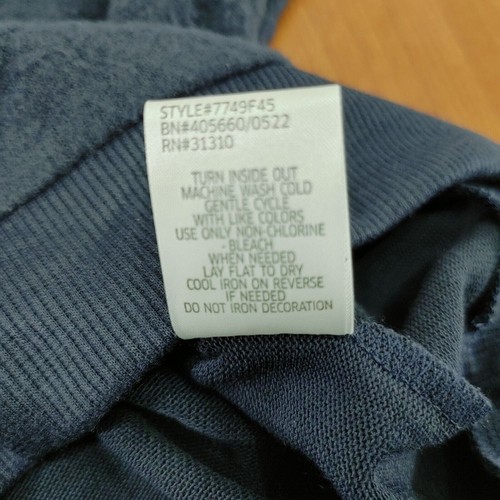 STYLE#7749F45
BN#405660/0522
RN#31310
TURN INSIDE OUT
MACHINE WASH COLD
GENTLE CYCLE
WITH LIKE COLORS
USE ONLY NON-CHLORINE
- BLEACH
WHEN NEEDED
LAY FLAT TO DRY
COOL IRON ON REVERSE
IF NEEDED
DO NOT IRON DECORATION